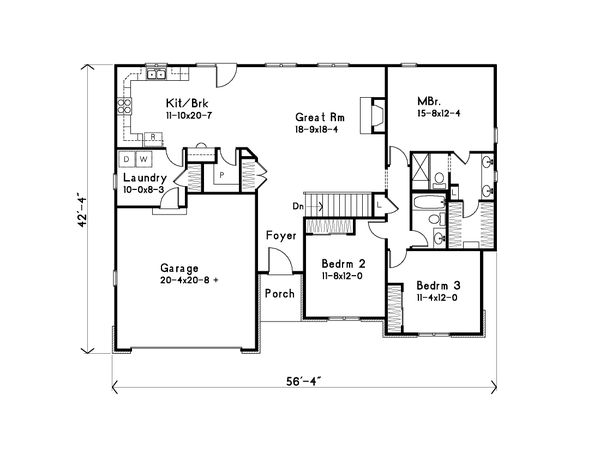 Kit/Brk
11-10x20-7
Great Rm
18-9x18-4
MBr.
15-8x12-4
R
D W
Laundry
10-0x8-3
P
L
Dn
L
Foyer
42'-4"
Garage
20-4x20-8 +
Porch
Bedrm 2
11-8x12-0
Bedrm 3
11-4x12-0
56'-4"